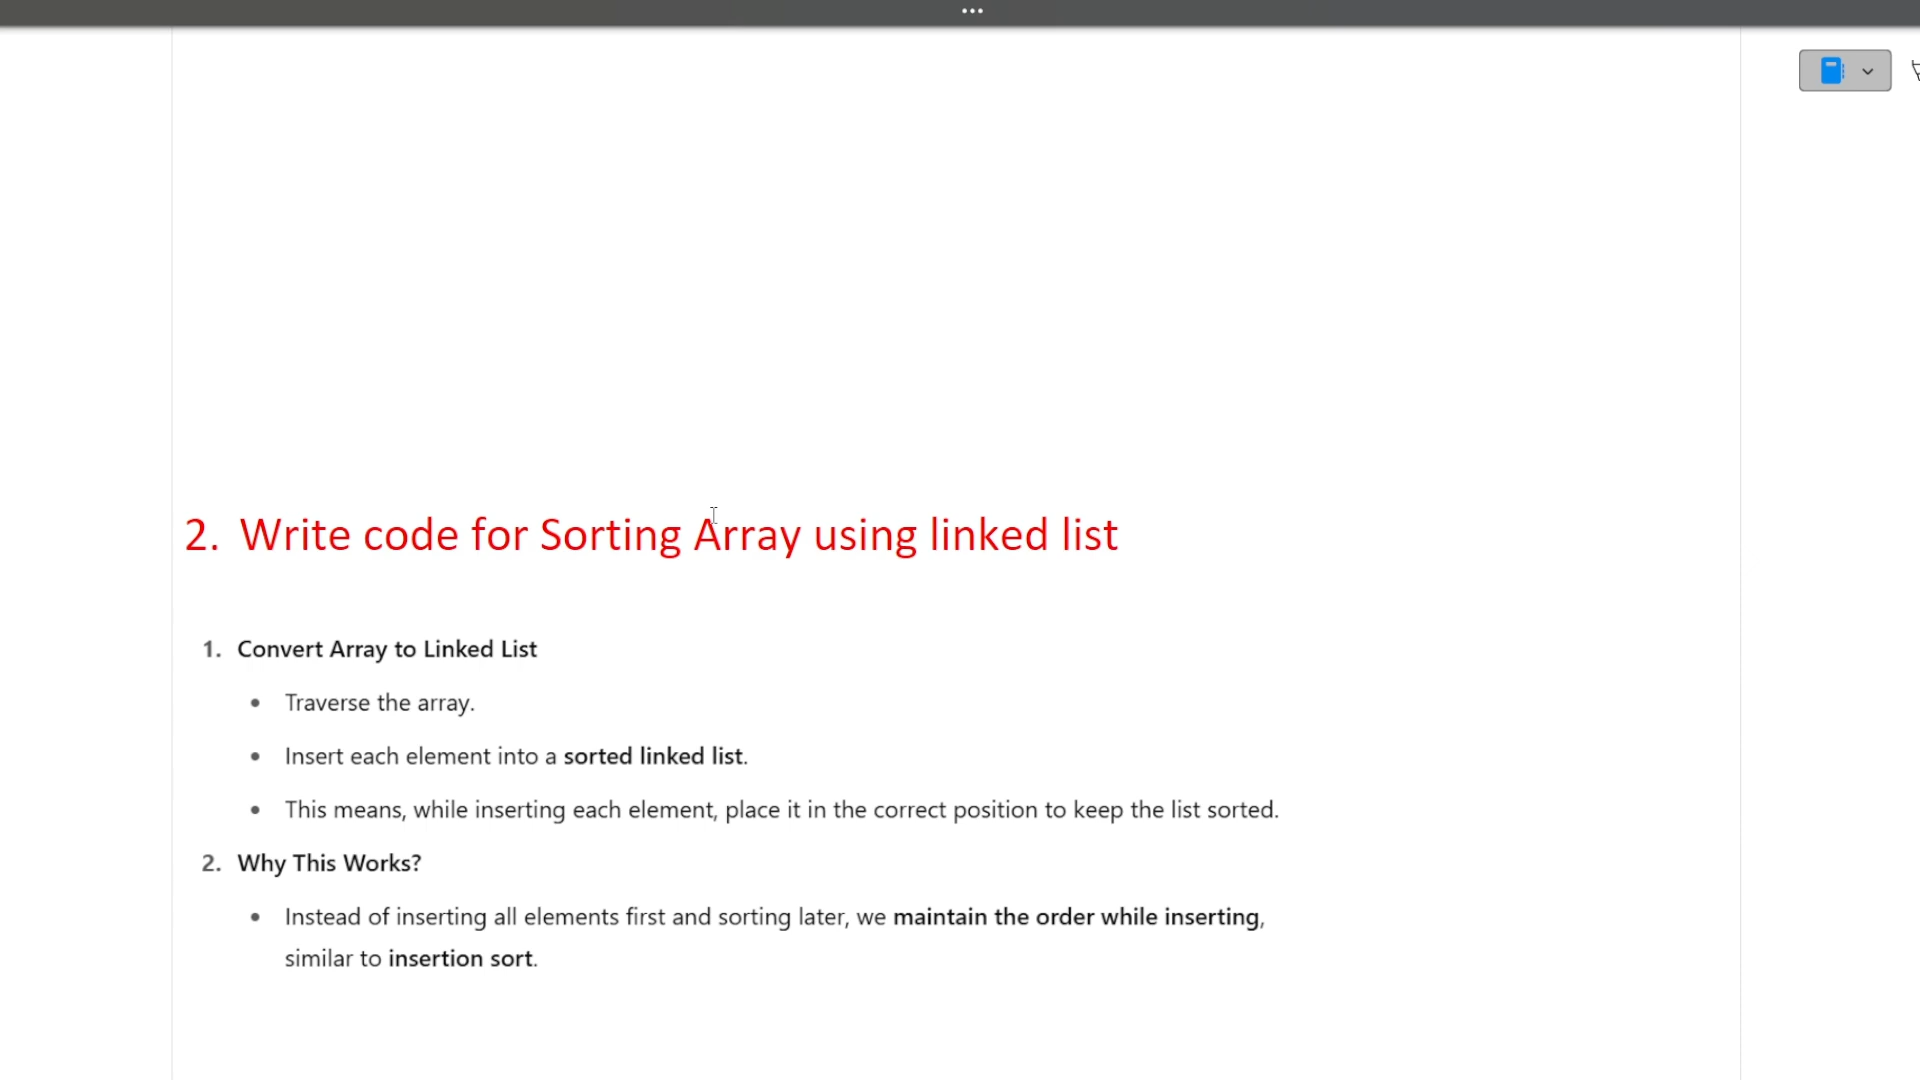 2. Write code for Sorting Array using linked list
1. Convert Array to Linked List
• Traverse the array.
• Insert each element into a sorted linked list.
• This means, while inserting each element, place it in the correct position to keep the list sorted.
2. Why This Works?
• Instead of inserting all elements first and sorting later, we maintain the order while inserting,
similar to insertion sort.